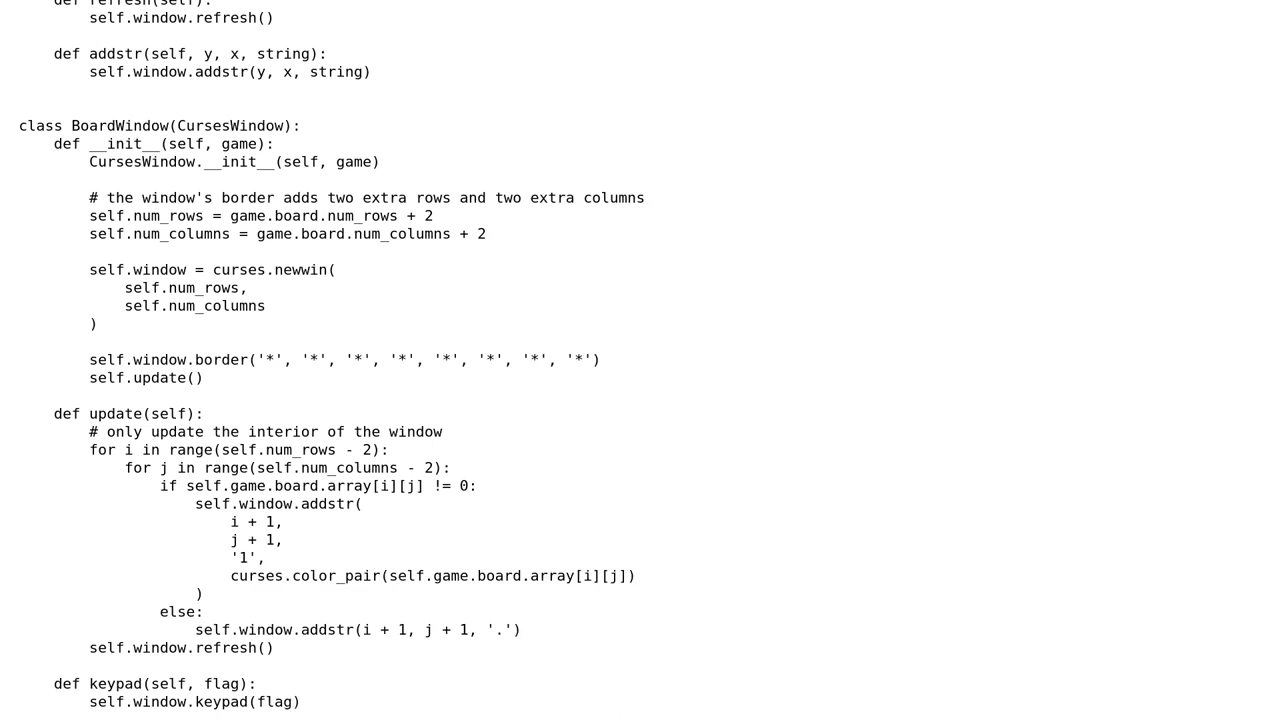 def refresh(self):
self.window.refresh()
def addstr(self, y, x, string):
self.window.addstr(y, x, string)
class BoardWindow(CursesWindow):
def __init__(self, game):
CursesWindow.__init__(self, game)
# the window's border adds two extra rows and two extra columns
self.num_rows = game.board.num_rows + 2
self.num_columns = game.board.num_columns + 2
self.window = curses.newwin(
self.num_rows,
self.num_columns
)
self.window.border('*', '*', '*', '*', '*', '*', '*', '*')
self.update()
def update(self):
# only update the interior of the window
for i in range(self.num_rows - 2):
for j in range(self.num_columns - 2):
if self.game.board.array[i][j] != 0:
self.window.addstr(
i + 1,
j + 1,
'1',
curses.color_pair(self.game.board.array[i][j])
)
else:
self.window.addstr(i + 1, j + 1, '.')
self.window.refresh()
def keypad(self, flag):
self.window.keypad(flag)